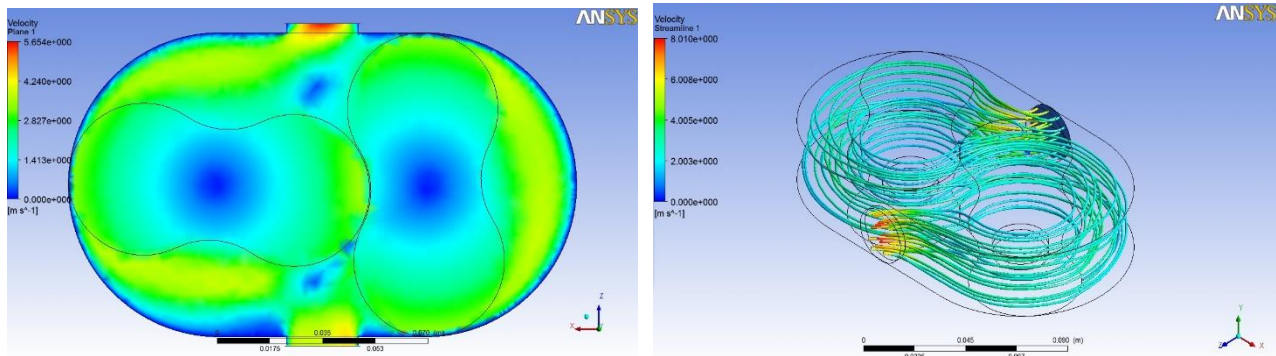 ANSYS
Velocity
Plane 1
5.654e+000
4.240e+000
2.827e+000
1.413e+000
0.000e+000
[m s^-1]
0
0.035
0.070 (m)
0.0175
0.053
Z
X
ANSYS
Velocity
Streamline 1
8.010e+000
6.008e+000
4.005e+000
2.003e+000
0.000e+000
[m s^-1]
0
0.045
0.090 (m)
Y
Z
X